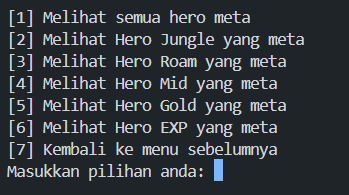 [1] Melihat semua hero meta
[2] Melihat Hero Jungle yang meta
[3] Melihat Hero Roam yang meta
[4] Melihat Hero Mid yang meta
[5] Melihat Hero Gold yang meta
[6] Melihat Hero EXP yang meta
[7] Kembali ke menu sebelumnya
Masukkan pilihan anda: